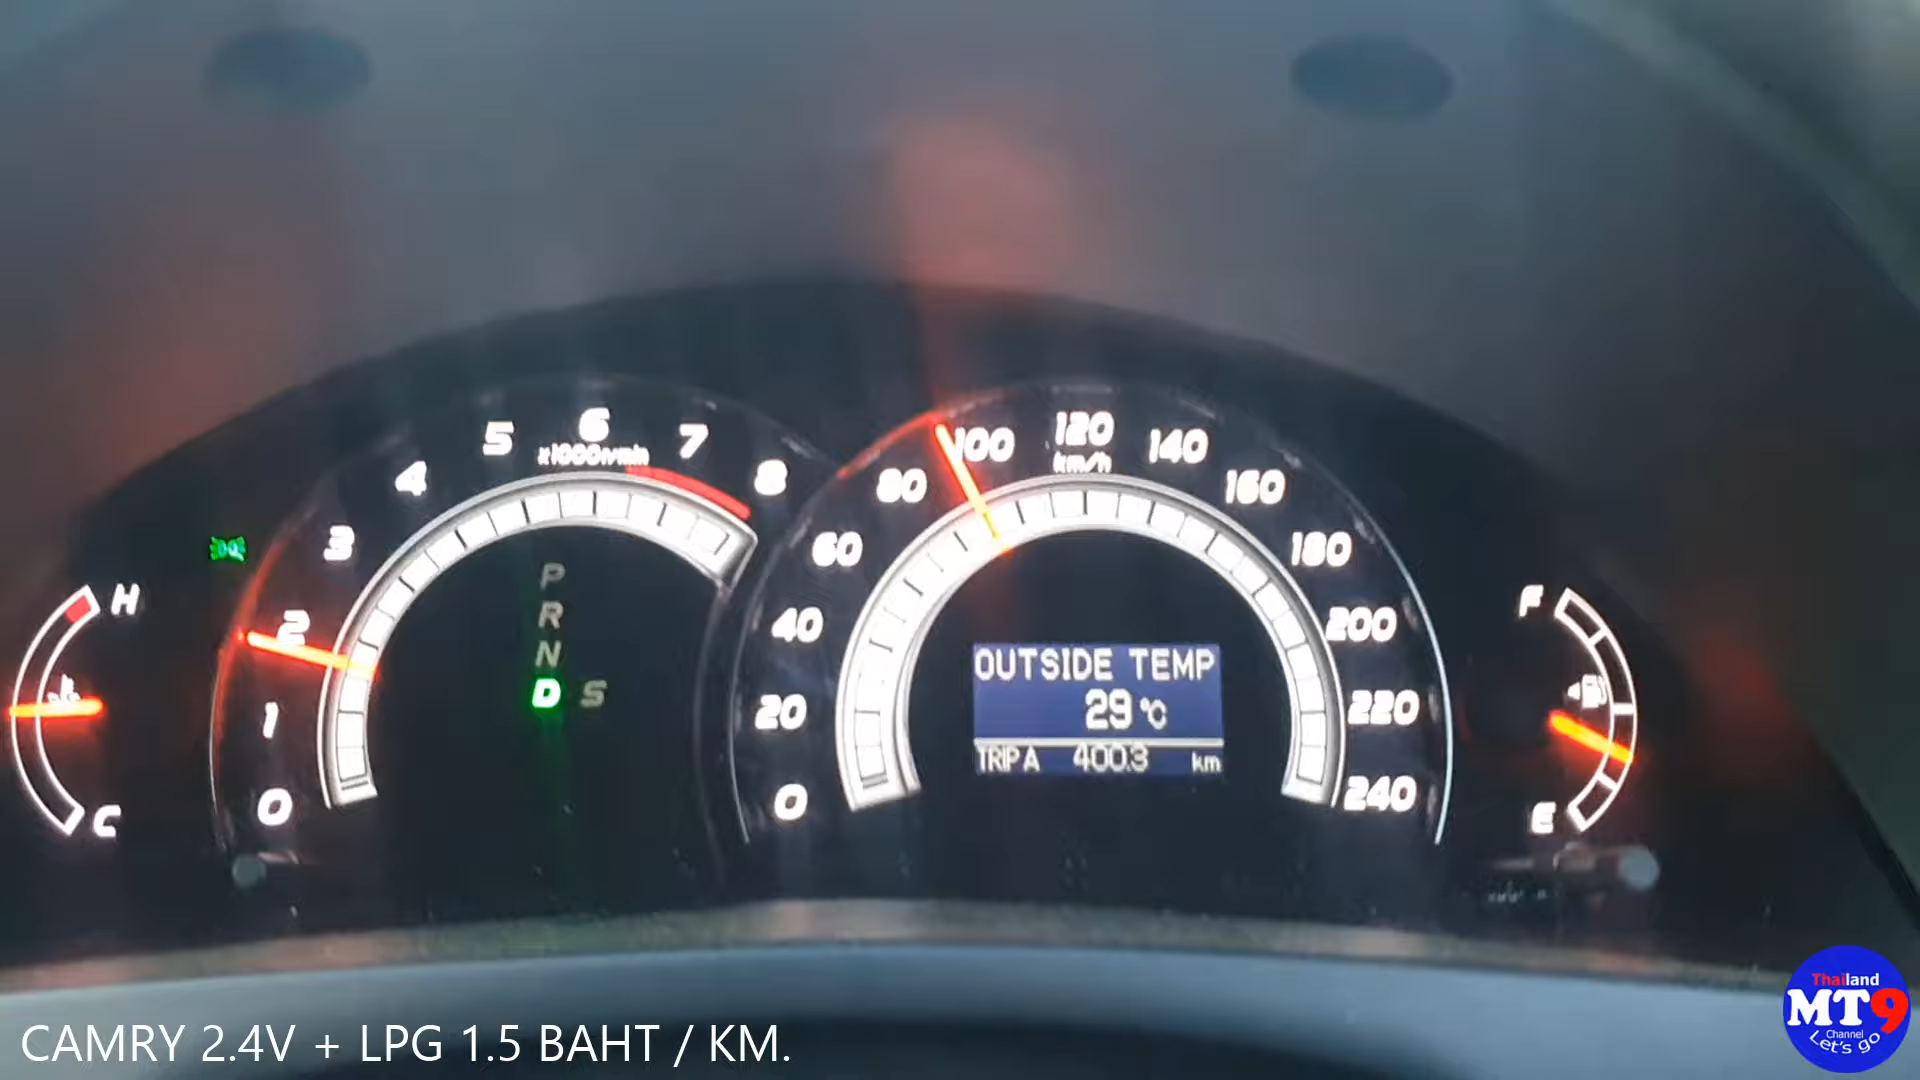 0 1 2 3 4 5 6 7 8
x1000r/min
H
C
P
R
N
D S
0 20 40 60 80 100 120 140 160 180 200 220 240
km/h
OUTSIDE TEMP
29 °C
TRIP A 400.3 km
F
E
CAMRY 2.4V + LPG 1.5 BAHT / KM.
Thailand
MT9
Channel
Let's go